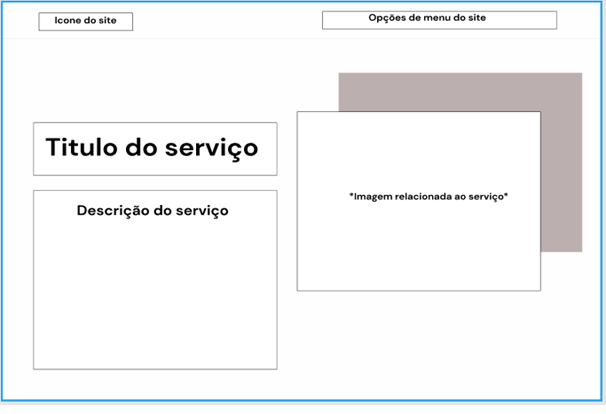 Icone do site
Opções de menu do site
Titulo do serviço
Descrição do serviço
*Imagem relacionada ao serviço*